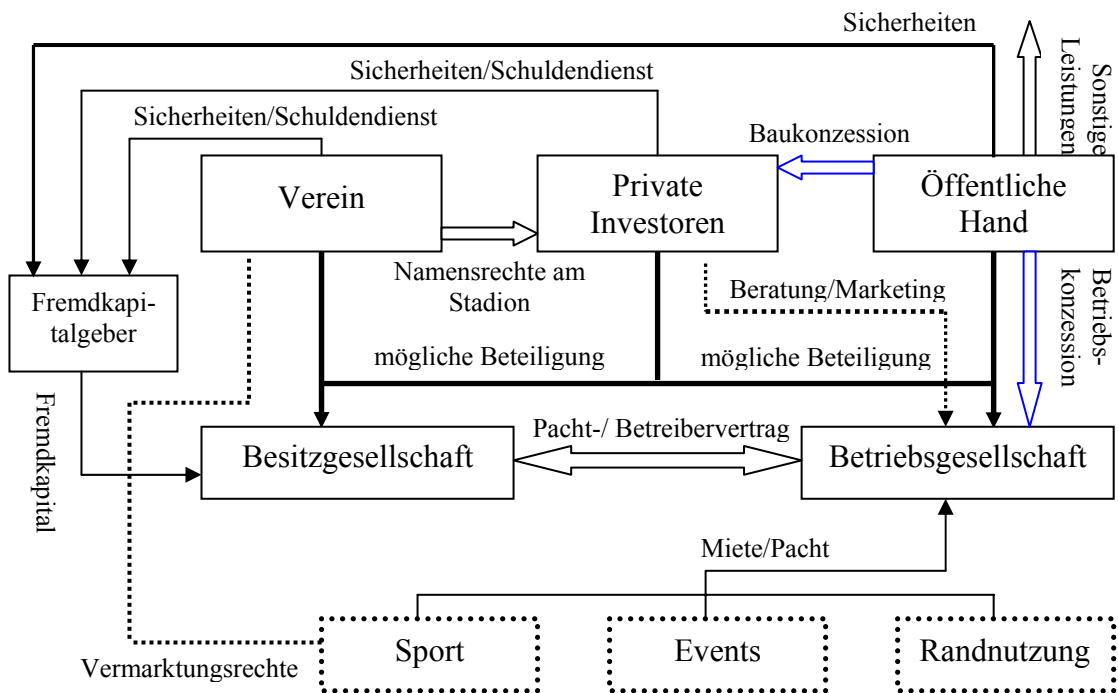 Sicherheiten
Sicherheiten/Schuldendienst
Sonstige
Leistungen
Sicherheiten/Schuldendienst
Baukonzession
Verein
Private
Investoren
Öffentliche
Hand
Namensrechte am
Stadion
Beratung/Marketing
Betriebs-
konzession
Fremdkapi-
talgeber
mögliche Beteiligung
mögliche Beteiligung
Fremdkapital
Pacht-/ Betreibervertrag
Besitzgesellschaft
Betriebsgesellschaft
Miete/Pacht
Vermarktungsrechte
Sport
Events
Randnutzung